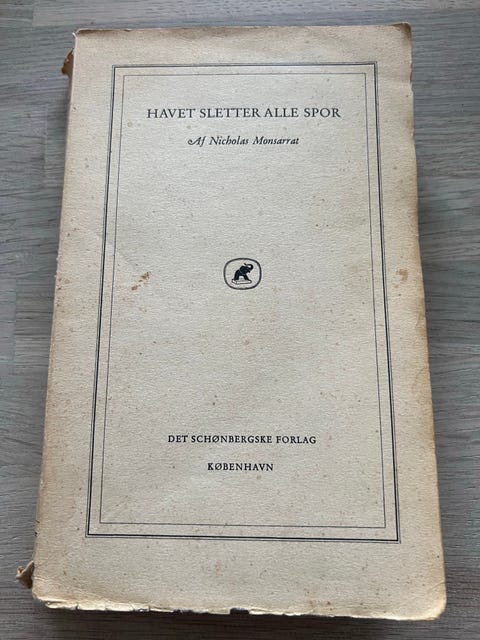 HAVET SLETTER ALLE SPOR
Af Nicholas Monsarrat
DET SCHØNBERGSKE FORLAG
KØBENHAVN